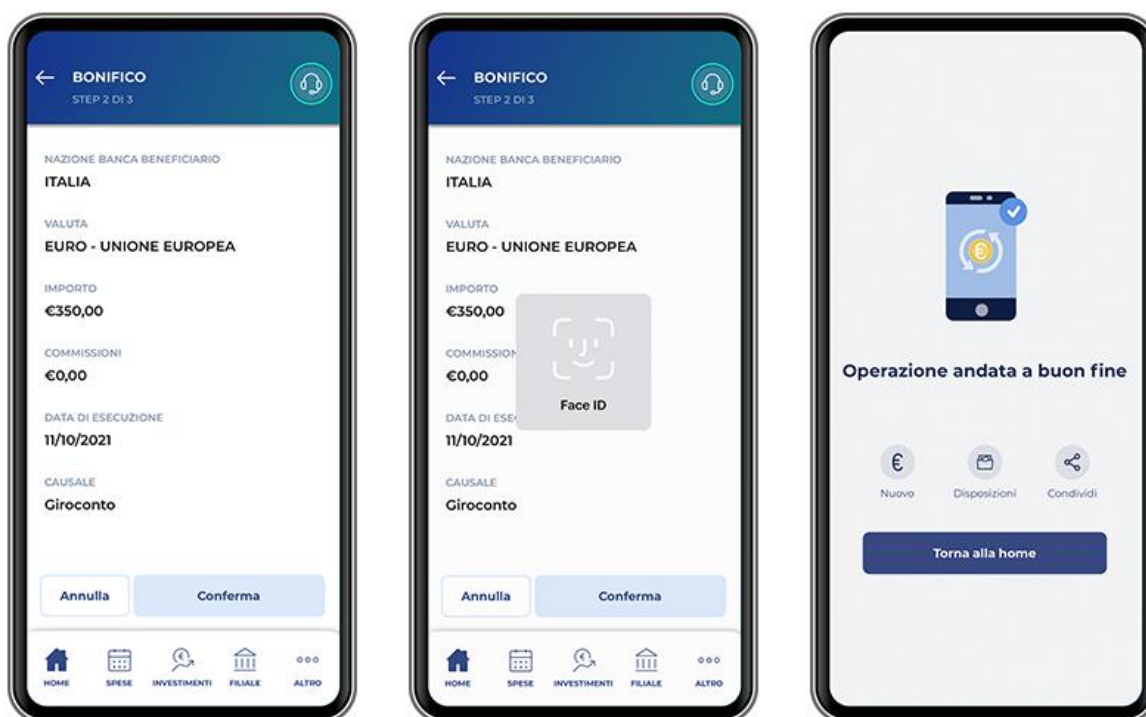 BONIFICO
STEP 2 DI 3
NAZIONE BANCA BENEFICIARIO
ITALIA
VALUTA
EURO - UNIONE EUROPEA
IMPORTO
€350,00
COMMISSIONI
€0,00
DATA DI ESECUZIONE
11/10/2021
CAUSALE
Giroconto
Annulla Conferma
HOME SPESE INVESTIMENTI FILIALE ALTRO
BONIFICO
STEP 2 DI 3
NAZIONE BANCA BENEFICIARIO
ITALIA
VALUTA
EURO - UNIONE EUROPEA
IMPORTO
€350,00
COMMISSION
€0,00
Face ID
DATA DI ESE
11/10/2021
CAUSALE
Giroconto
Annulla Conferma
HOME SPESE INVESTIMENTI FILIALE ALTRO
€
Operazione andata a buon fine
€
Nuovo Disposizioni Condividi
Torna alla home